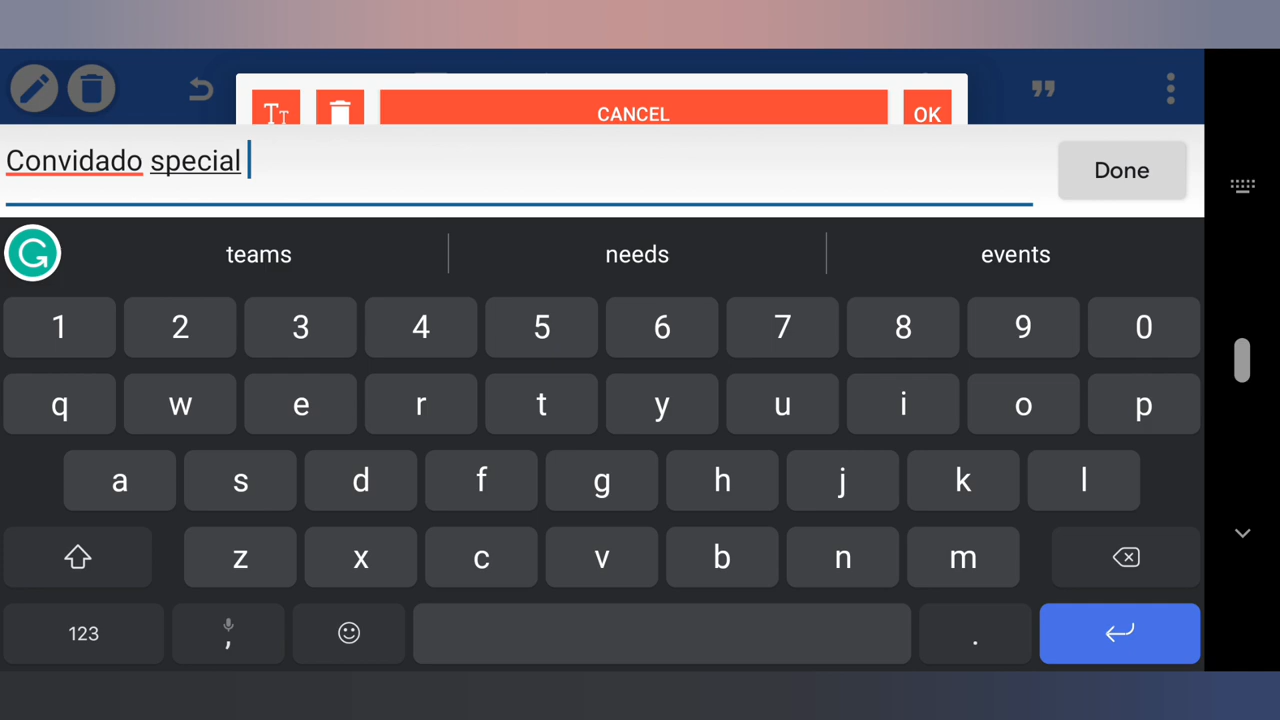 Tт
CANCEL
OK
Convidado special
Done
teams
needs
events
1 2 3 4 5 6 7 8 9 0
q w e r t y u i o p
a s d f g h j k l
z x c v b n m
123
,
.